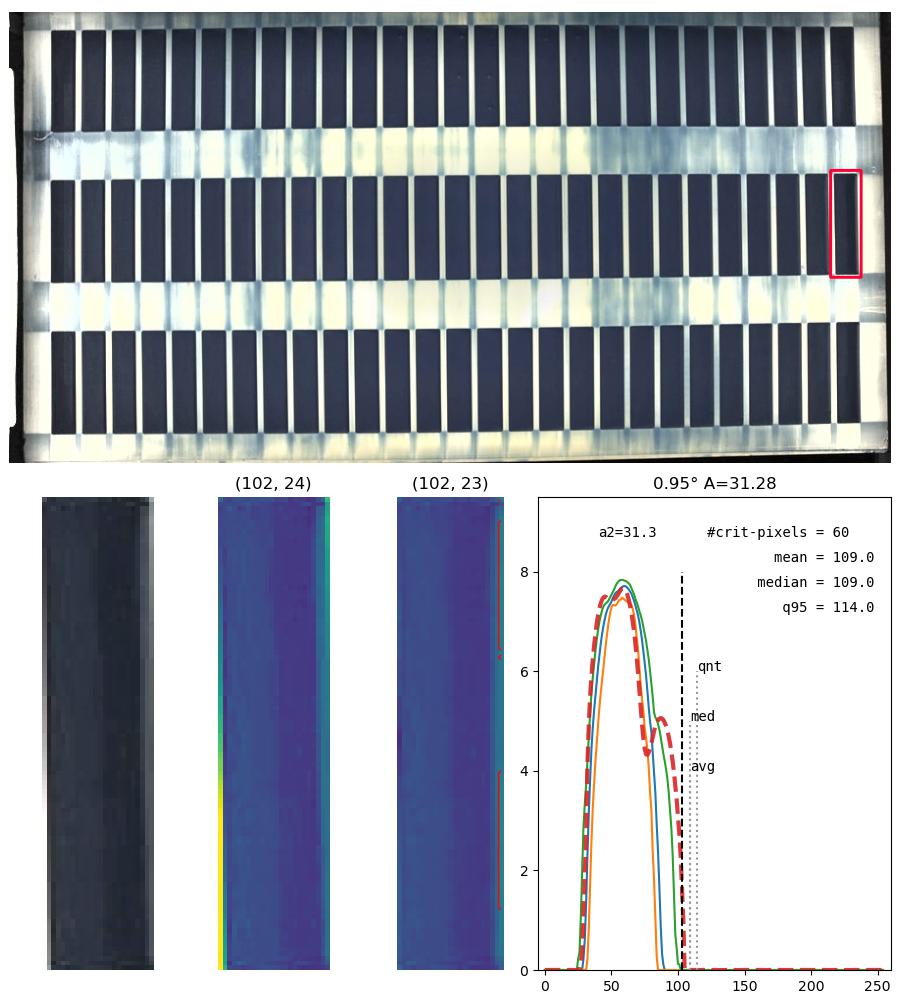 (102, 24)
(102, 23)
0.95° A=31.28
a2=31.3
#crit-pixels = 60
mean = 109.0
median = 109.0
q95 = 114.0
qnt
med
avg
8
6
4
2
0
0 50 100 150 200 250